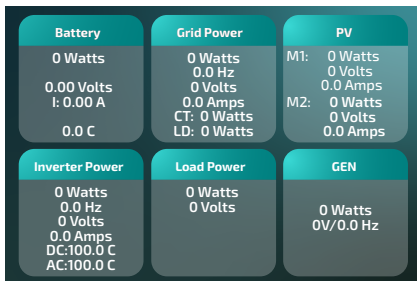 Battery
0 Watts
0.00 Volts
I: 0.00 A
0.0 C
Grid Power
0 Watts
0.0 Hz
0 Volts
0.0 Amps
CT: 0 Watts
LD: 0 Watts
PV
M1: 0 Watts
0 Volts
0.0 Amps
M2: 0 Watts
0 Volts
0.0 Amps
Inverter Power
0 Watts
0.0 Hz
0 Volts
0.0 Amps
DC:100.0 C
AC:100.0 C
Load Power
0 Watts
0 Volts
GEN
0 Watts
0V/0.0 Hz